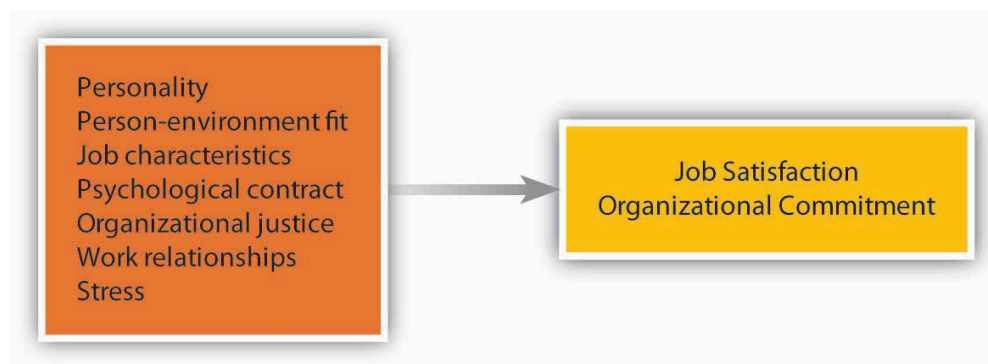 Personality
Person-environment fit
Job characteristics
Psychological contract
Organizational justice
Work relationships
Stress
Job Satisfaction
Organizational Commitment